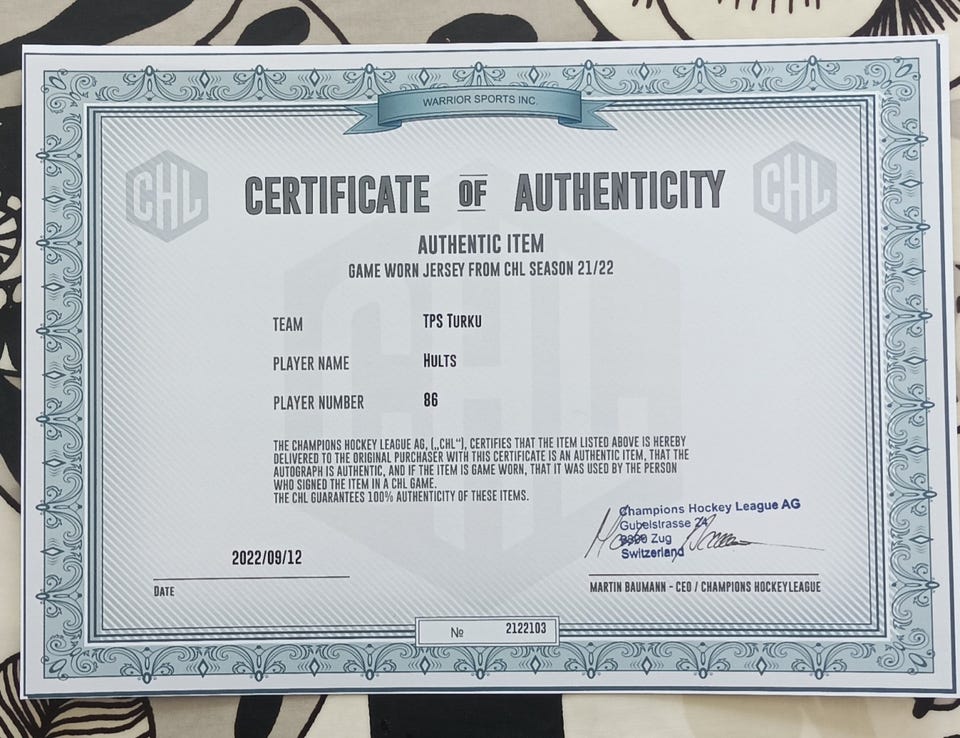 WARRIOR SPORTS INC.
CHL
CHL
CERTIFICATE OF AUTHENTICITY
AUTHENTIC ITEM
GAME WORN JERSEY FROM CHL SEASON 21/22
TEAM TPS TURKU
PLAYER NAME HULTS
PLAYER NUMBER 86
THE CHAMPIONS HOCKEY LEAGUE AG, („CHL“), CERTIFIES THAT THE ITEM LISTED ABOVE IS HEREBY
DELIVERED TO THE ORIGINAL PURCHASER WITH THIS CERTIFICATE IS AN AUTHENTIC ITEM, THAT THE
AUTOGRAPH IS AUTHENTIC, AND IF THE ITEM IS GAME WORN, THAT IT WAS USED BY THE PERSON
WHO SIGNED THE ITEM IN A CHL GAME.
THE CHL GUARANTEES 100% AUTHENTICITY OF THESE ITEMS.
Champions Hockey League AG
Gubelstrasse
Zug
Switzerland
2022/09/12
DATE
MARTIN BAUMANN - CEO / CHAMPIONS HOCKEYLEAGUE
№ 2122103
CHL